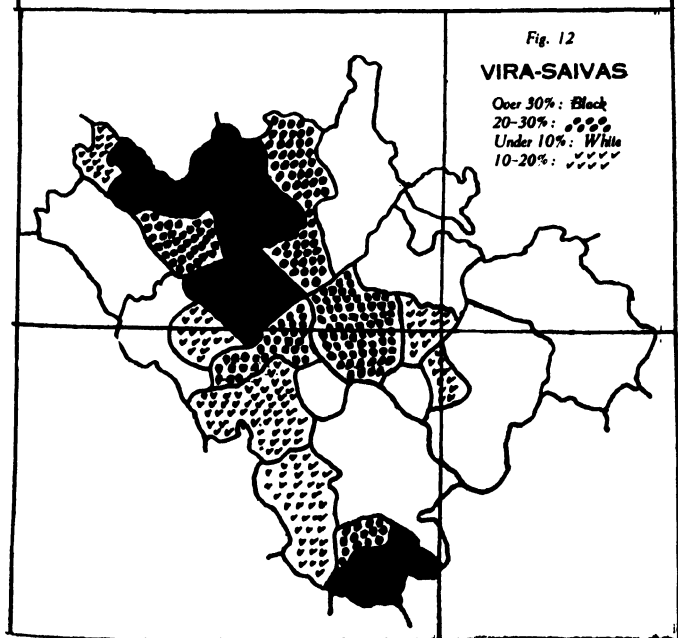 Fig. 12
VIRA-SAIVAS
Over 30%: Black
20-30%:
Under 10%: White
10-20%: